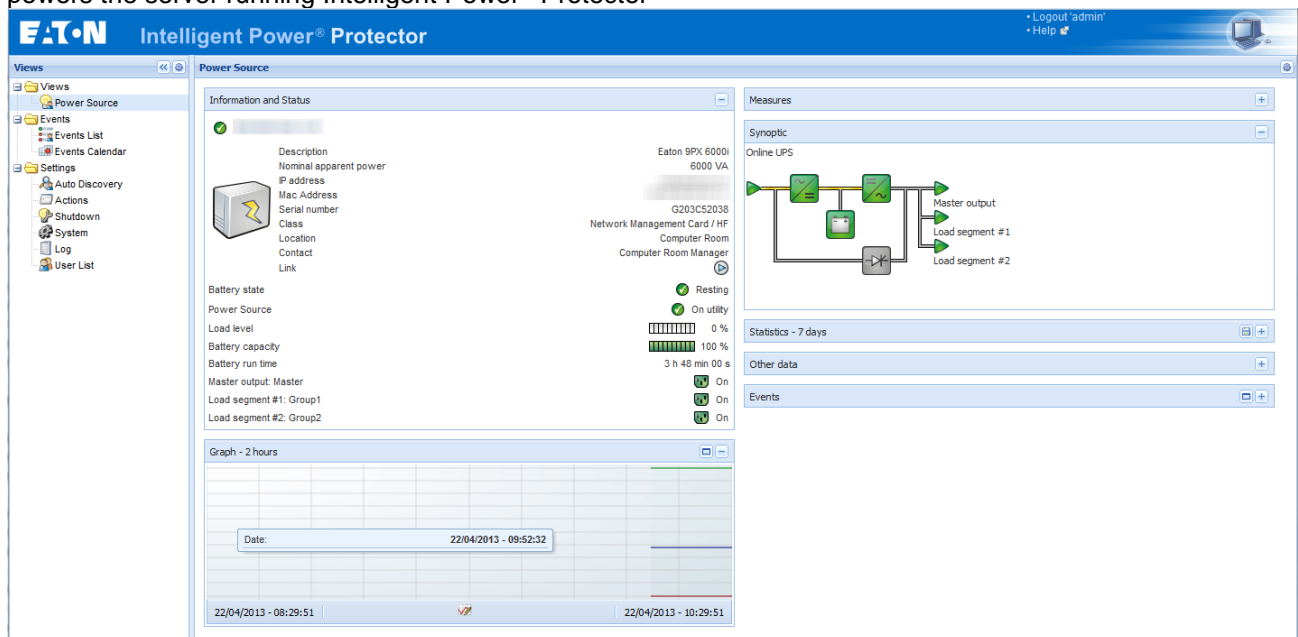 powers the server running Intelligent Power® Protector
EATON Intelligent Power® Protector
• Logout 'admin'
• Help
Views
Views
Power Source
Events
Events List
Events Calendar
Settings
Auto Discovery
Actions
Shutdown
System
Log
User List
Power Source
Information and Status
Description Eaton 9PX 6000i
Nominal apparent power 6000 VA
IP address
Mac Address
Serial number G203C52038
Class Network Management Card / HF
Location Computer Room
Contact Computer Room Manager
Link
Battery state Resting
Power Source On utility
Load level 0 %
Battery capacity 100 %
Battery run time 3 h 48 min 00 s
Master output: Master On
Load segment #1: Group1 On
Load segment #2: Group2 On
Graph - 2 hours
Date: 22/04/2013 - 09:52:32
22/04/2013 - 08:29:51 22/04/2013 - 10:29:51
Measures
Synoptic
Online UPS
Master output
Load segment #1
Load segment #2
Statistics - 7 days
Other data
Events